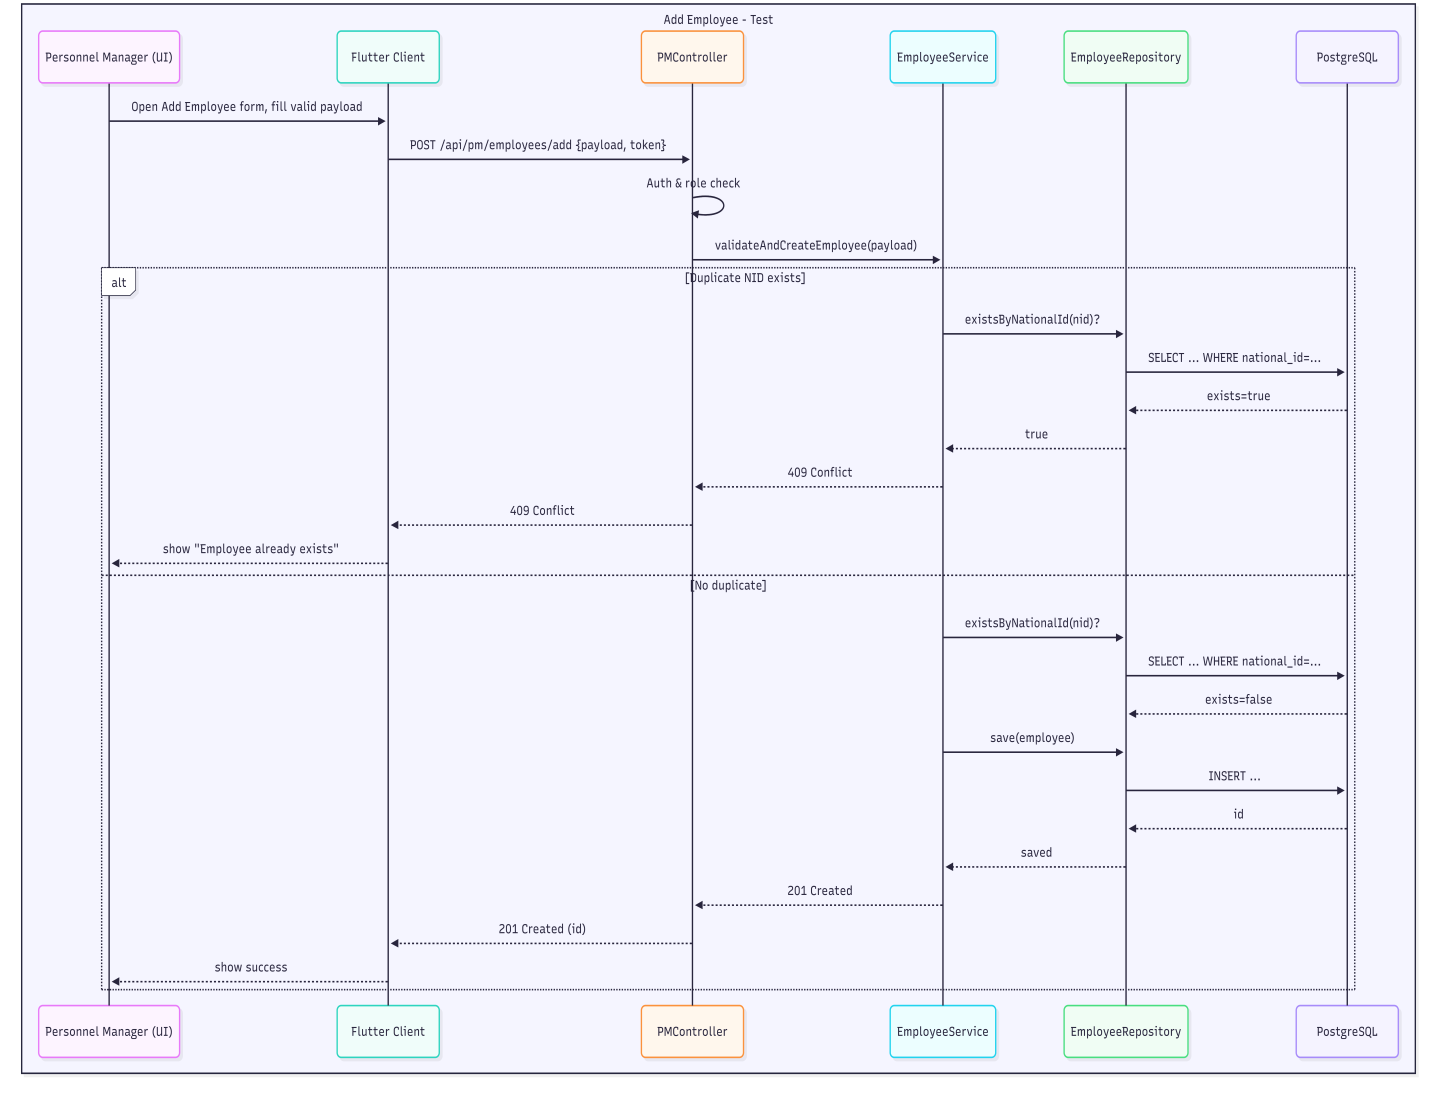 Add Employee - Test
Personnel Manager (UI)
Flutter Client
PMController
EmployeeService
EmployeeRepository
PostgreSQL
Open Add Employee form, fill valid payload
POST /api/pm/employees/add {payload, token}
Auth & role check
validateAndCreateEmployee(payload)
alt
[Duplicate NID exists]
existsByNationalId(nid)?
SELECT ... WHERE national_id=...
exists=true
true
409 Conflict
409 Conflict
show "Employee already exists"
[No duplicate]
existsByNationalId(nid)?
SELECT ... WHERE national_id=...
exists=false
save(employee)
INSERT ...
id
saved
201 Created
201 Created (id)
show success
Personnel Manager (UI)
Flutter Client
PMController
EmployeeService
EmployeeRepository
PostgreSQL